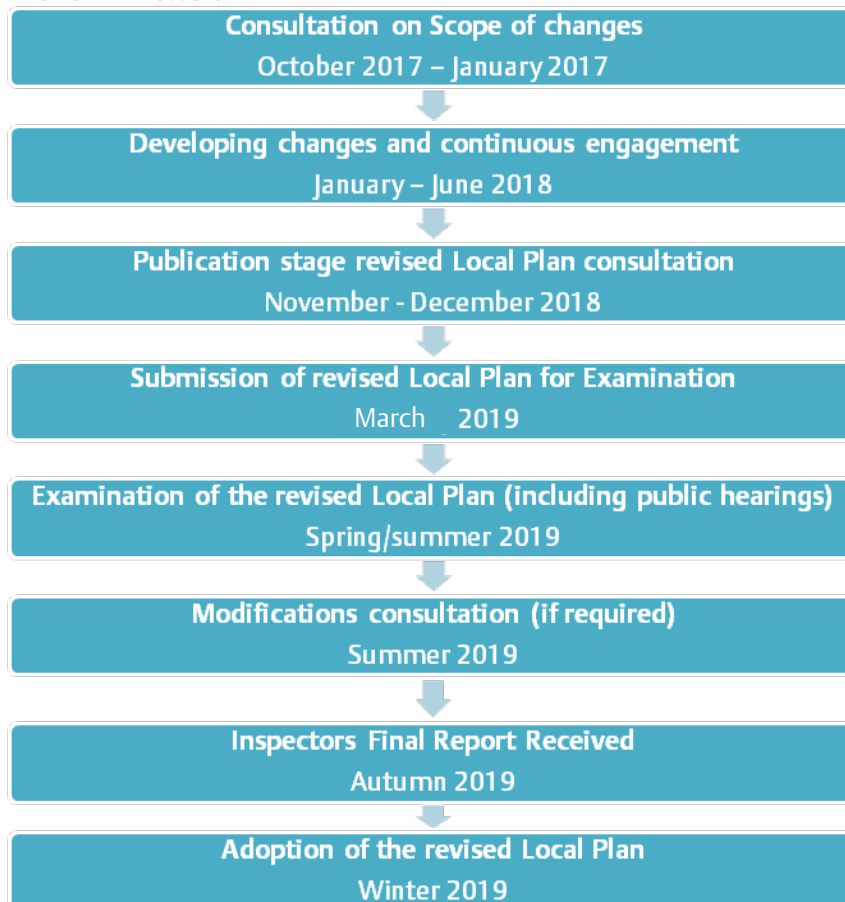 Consultation on Scope of changes
October 2017 – January 2017
Developing changes and continuous engagement
January – June 2018
Publication stage revised Local Plan consultation
November - December 2018
Submission of revised Local Plan for Examination
March 2019
Examination of the revised Local Plan (including public hearings)
Spring/summer 2019
Modifications consultation (if required)
Summer 2019
Inspectors Final Report Received
Autumn 2019
Adoption of the revised Local Plan
Winter 2019